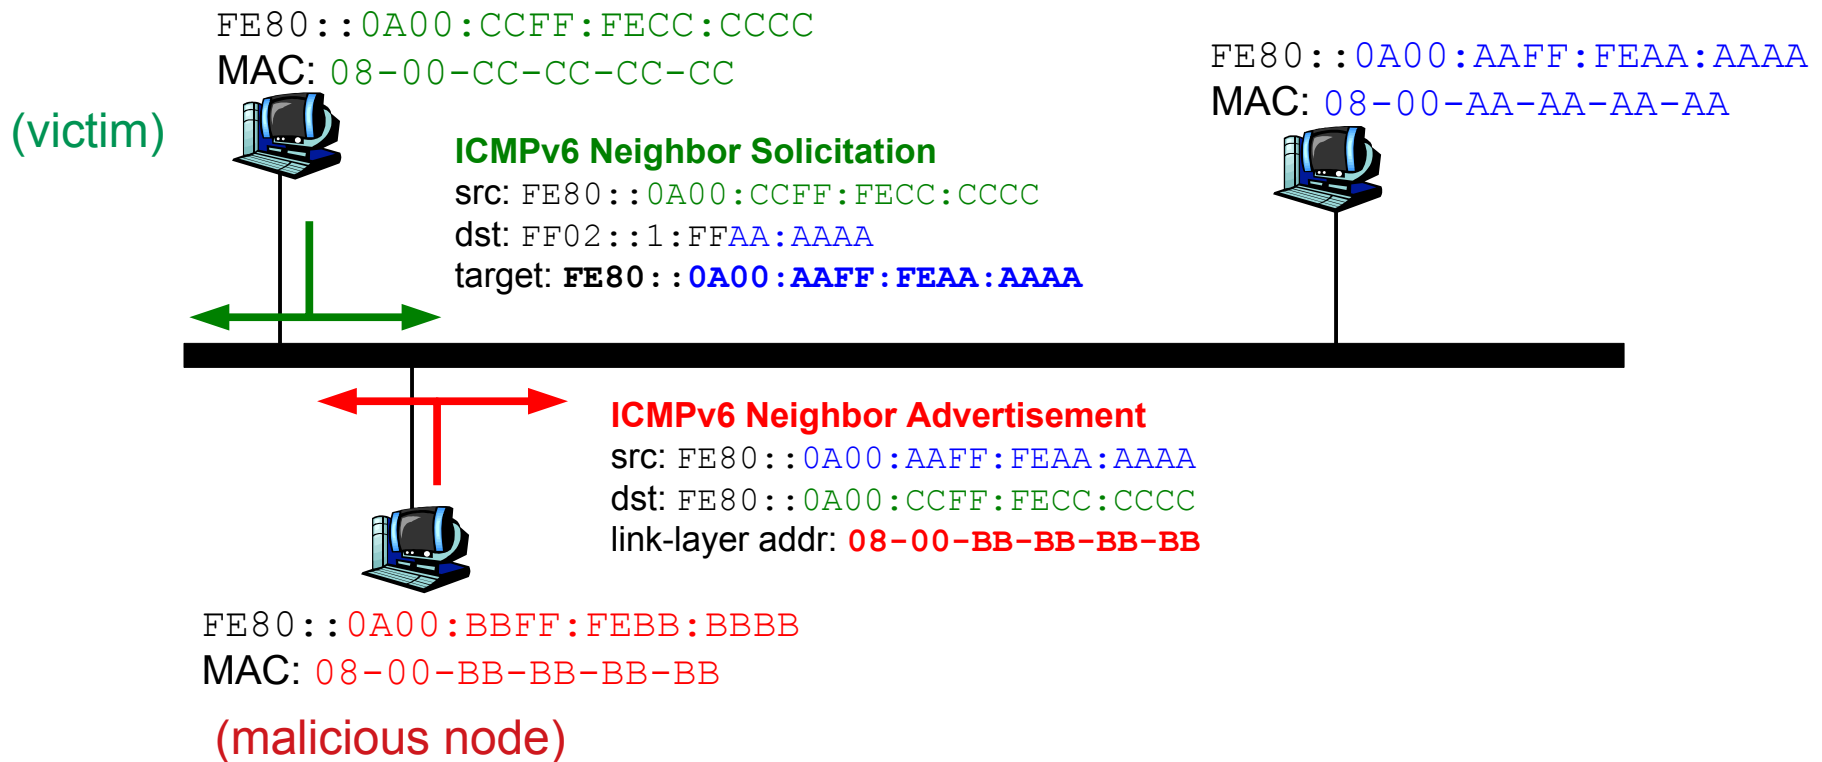 FE80::0A00:CCFF:FECC:CCCC
MAC: 08-00-CC-CC-CC-CC
(victim)
FE80::0A00:AAFF:FEAA:AAAA
MAC: 08-00-AA-AA-AA-AA
ICMPv6 Neighbor Solicitation
src: FE80::0A00:CCFF:FECC:CCCC
dst: FF02::1:FFAA:AAAA
target: FE80::0A00:AAFF:FEAA:AAAA
ICMPv6 Neighbor Advertisement
src: FE80::0A00:AAFF:FEAA:AAAA
dst: FE80::0A00:CCFF:FECC:CCCC
link-layer addr: 08-00-BB-BB-BB-BB
FE80::0A00:BBFF:FEBB:BBBB
MAC: 08-00-BB-BB-BB-BB
(malicious node)